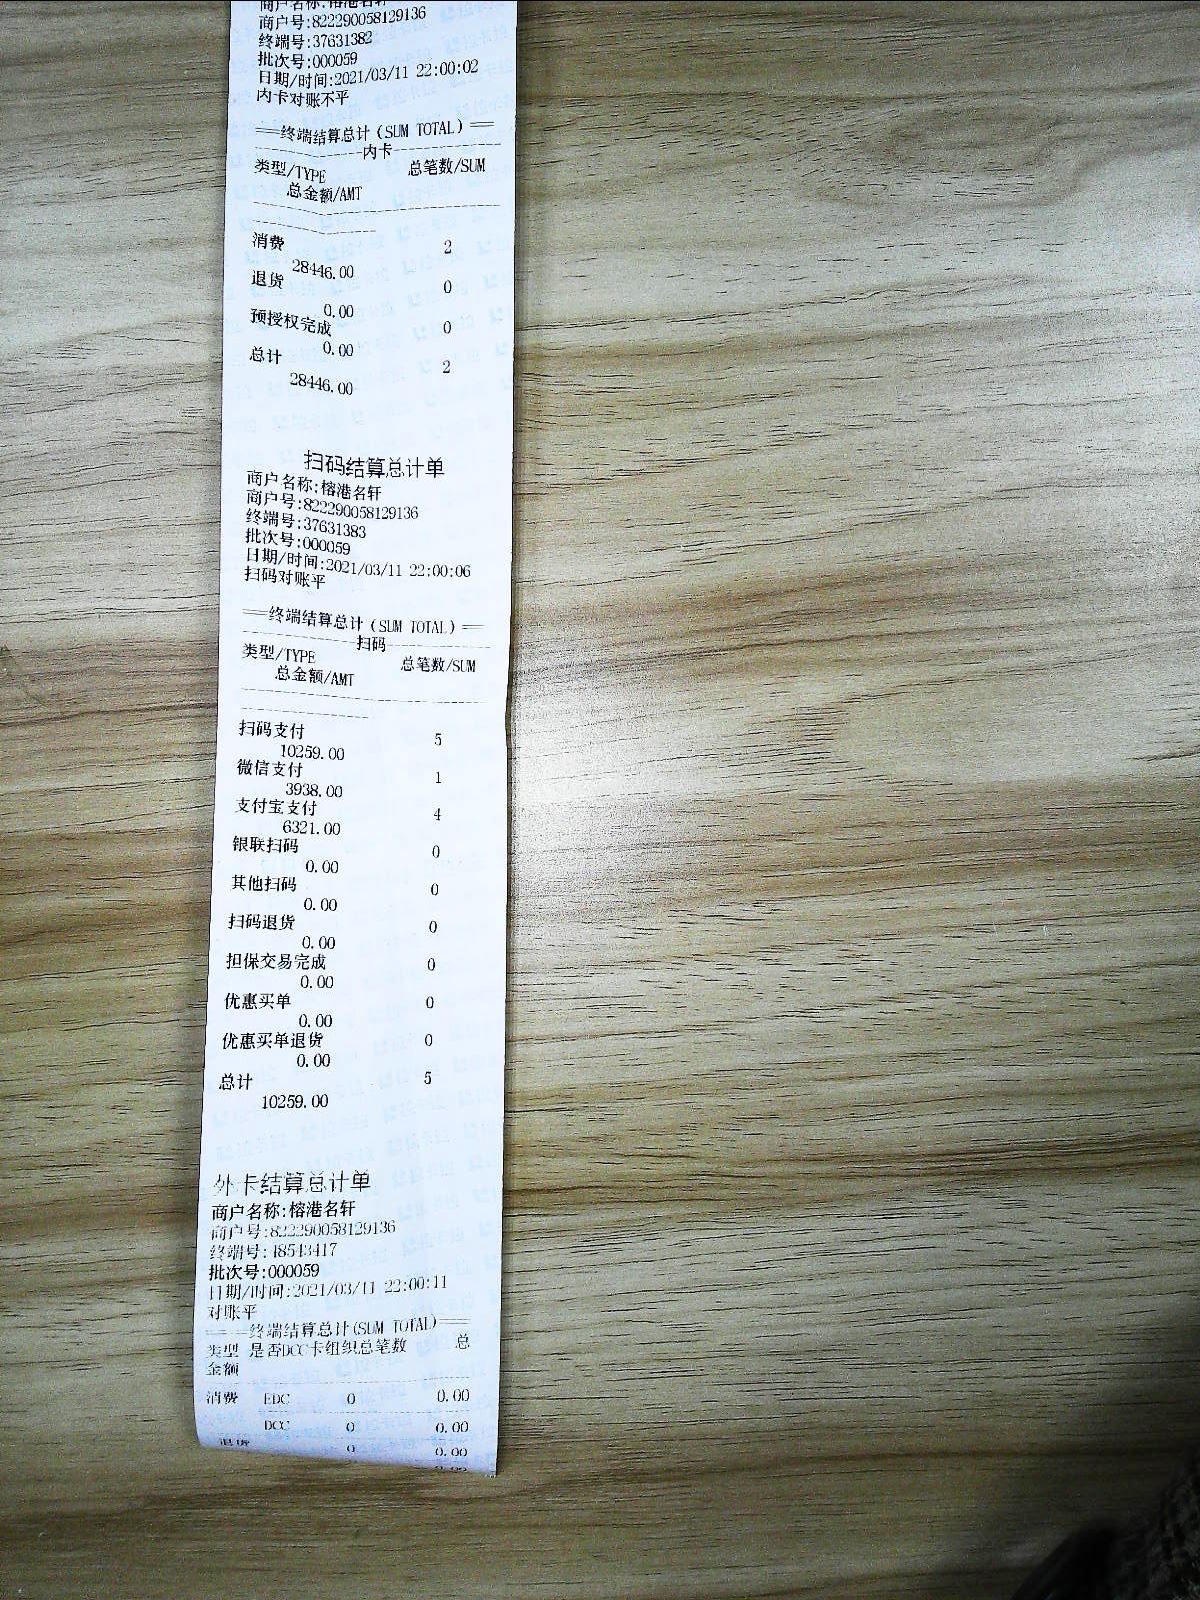 商户名称:榕港名轩
商户号:822290058129136
终端号:37631382
批次号:000059
日期/时间:2021/03/11 22:00:02
内卡对账不平
==终端结算总计(SUM TOTAL)==
内卡
类型/TYPE 总笔数/SUM
总金额/AMT
消费 2
28446.00
退货 0
0.00
预授权完成 0
0.00
总计 2
28446.00
扫码结算总计单
商户名称:榕港名轩
商户号:822290058129136
终端号:37631383
批次号:000059
日期/时间:2021/03/11 22:00:06
扫码对账平
==终端结算总计(SUM TOTAL)==
扫码
类型/TYPE 总笔数/SUM
总金额/AMT
扫码支付 5
10259.00
微信支付 1
3938.00
支付宝支付 4
6321.00
银联扫码 0
0.00
其他扫码 0
0.00
扫码退货 0
0.00
担保交易完成 0
0.00
优惠买单 0
0.00
优惠买单退货 0
0.00
总计 5
10259.00
外卡结算总计单
商户名称:榕港名轩
商户号:822290058129136
终端号:48543417
批次号:000059
日期/时间:2021/03/11 22:00:11
对账平
==终端结算总计(SUM TOTAL)==
类型 是否DCC卡组织总笔数 总
金额
消费 EDC 0 0.00
DCC 0 0.00
退货 0 0.00